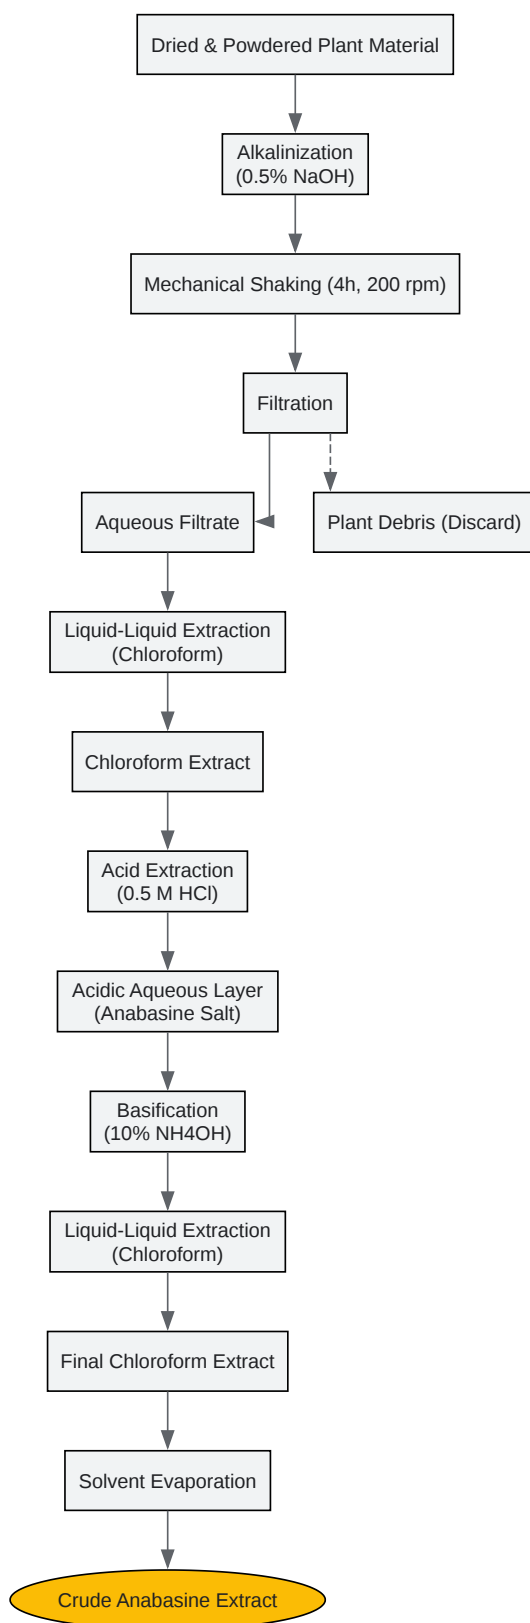 Dried & Powdered Plant Material
Alkalinization
(0.5% NaOH)
Mechanical Shaking (4h, 200 rpm)
Filtration
Aqueous Filtrate
Plant Debris (Discard)
Liquid-Liquid Extraction
(Chloroform)
Chloroform Extract
Acid Extraction
(0.5 M HCl)
Acidic Aqueous Layer
(Anabasine Salt)
Basification
(10% NH4OH)
Liquid-Liquid Extraction
(Chloroform)
Final Chloroform Extract
Solvent Evaporation
Crude Anabasine Extract